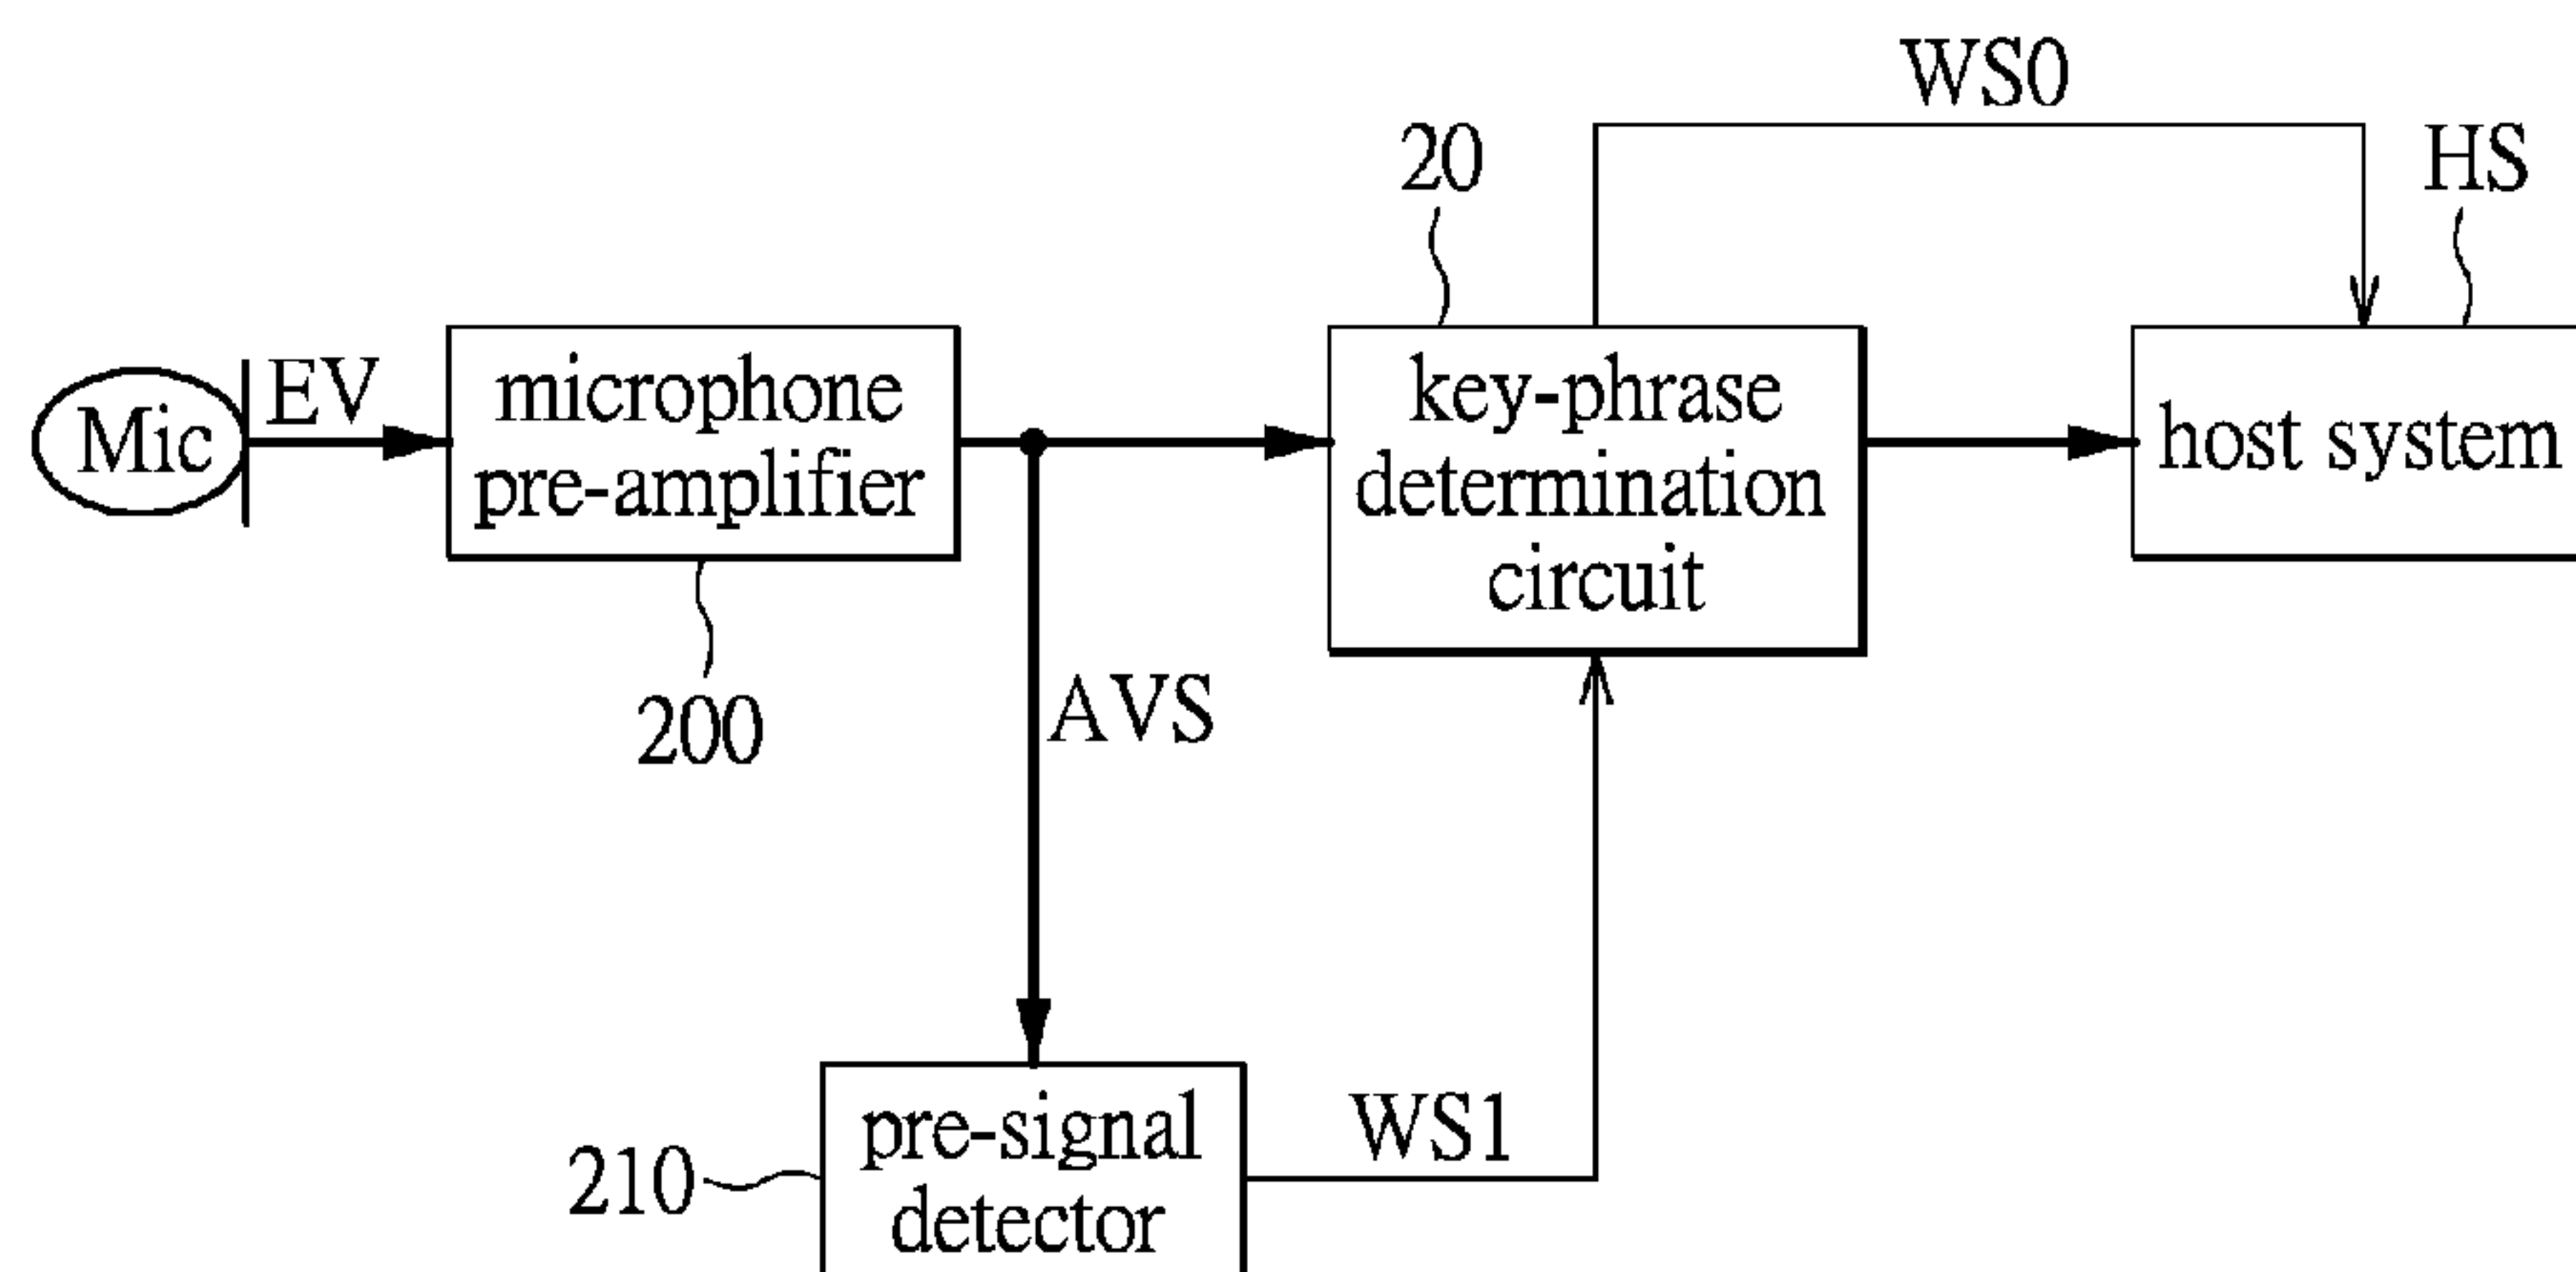 WS0
20
HS
Mic
EV
microphone
pre-amplifier
key-phrase
determination
circuit
host system
200
AVS
210
pre-signal
detector
WS1